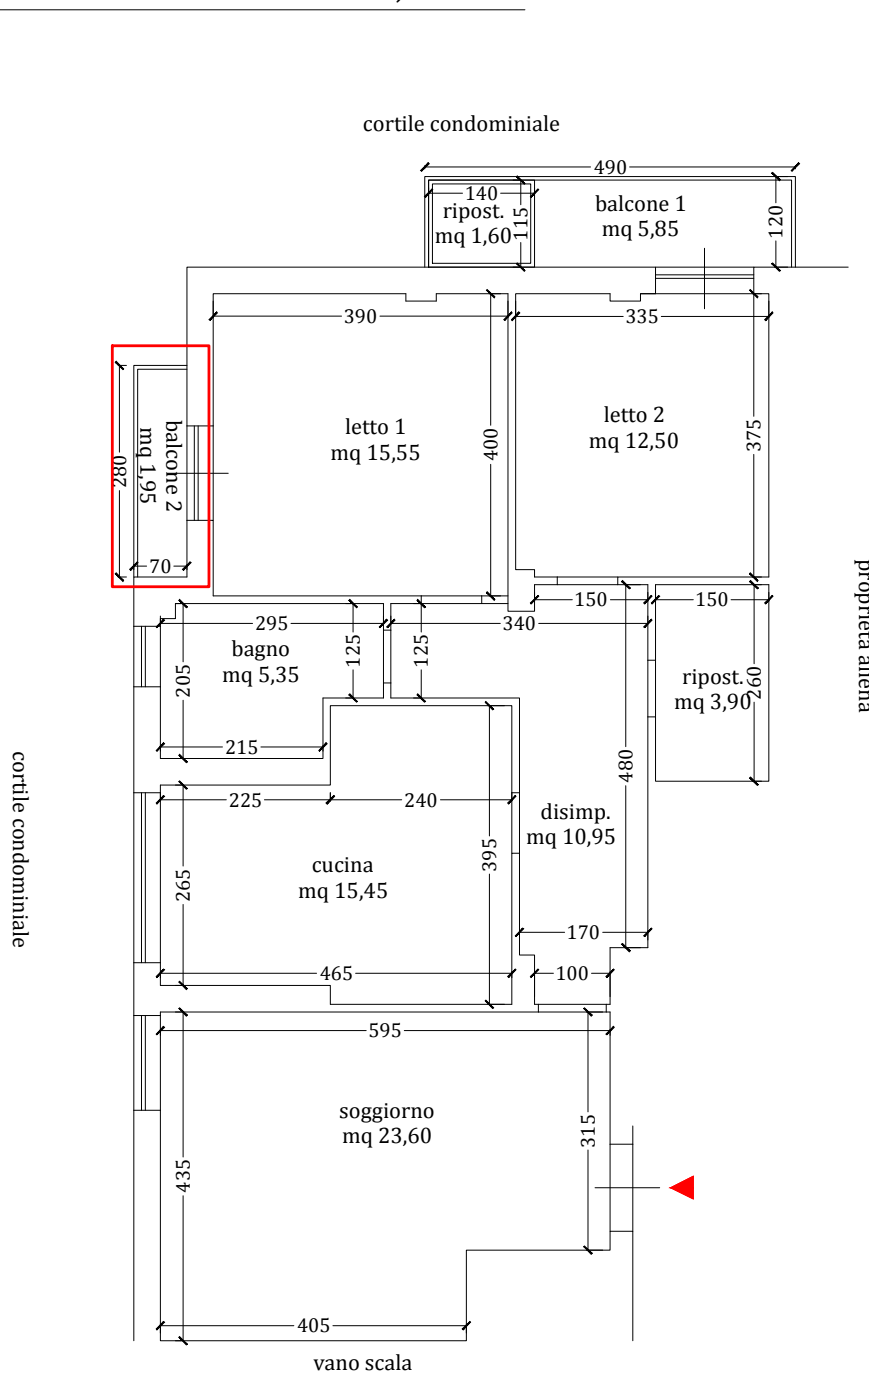 cortile condominiale
490
140
ripost.
mq 1,60
115
balcone 1
mq 5,85
120
390
335
letto 1
mq 15,55
400
letto 2
mq 12,50
375
balcone 2
mq 1,95
280
70
150
150
295
340
bagno
mq 5,35
125
125
205
ripost.
mq 3,90
260
proprietà aliena
215
480
225
240
disimp.
mq 10,95
395
cucina
mq 15,45
265
cortile condominiale
170
465
100
595
soggiorno
mq 23,60
315
435
405
vano scala